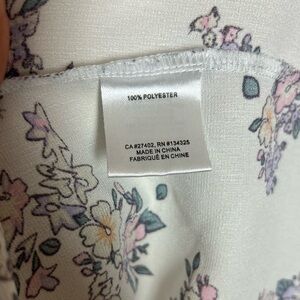 100% POLYESTER
CA#27402, RN #134325
MADE IN CHINA
FABRIQUÉ EN CHINE